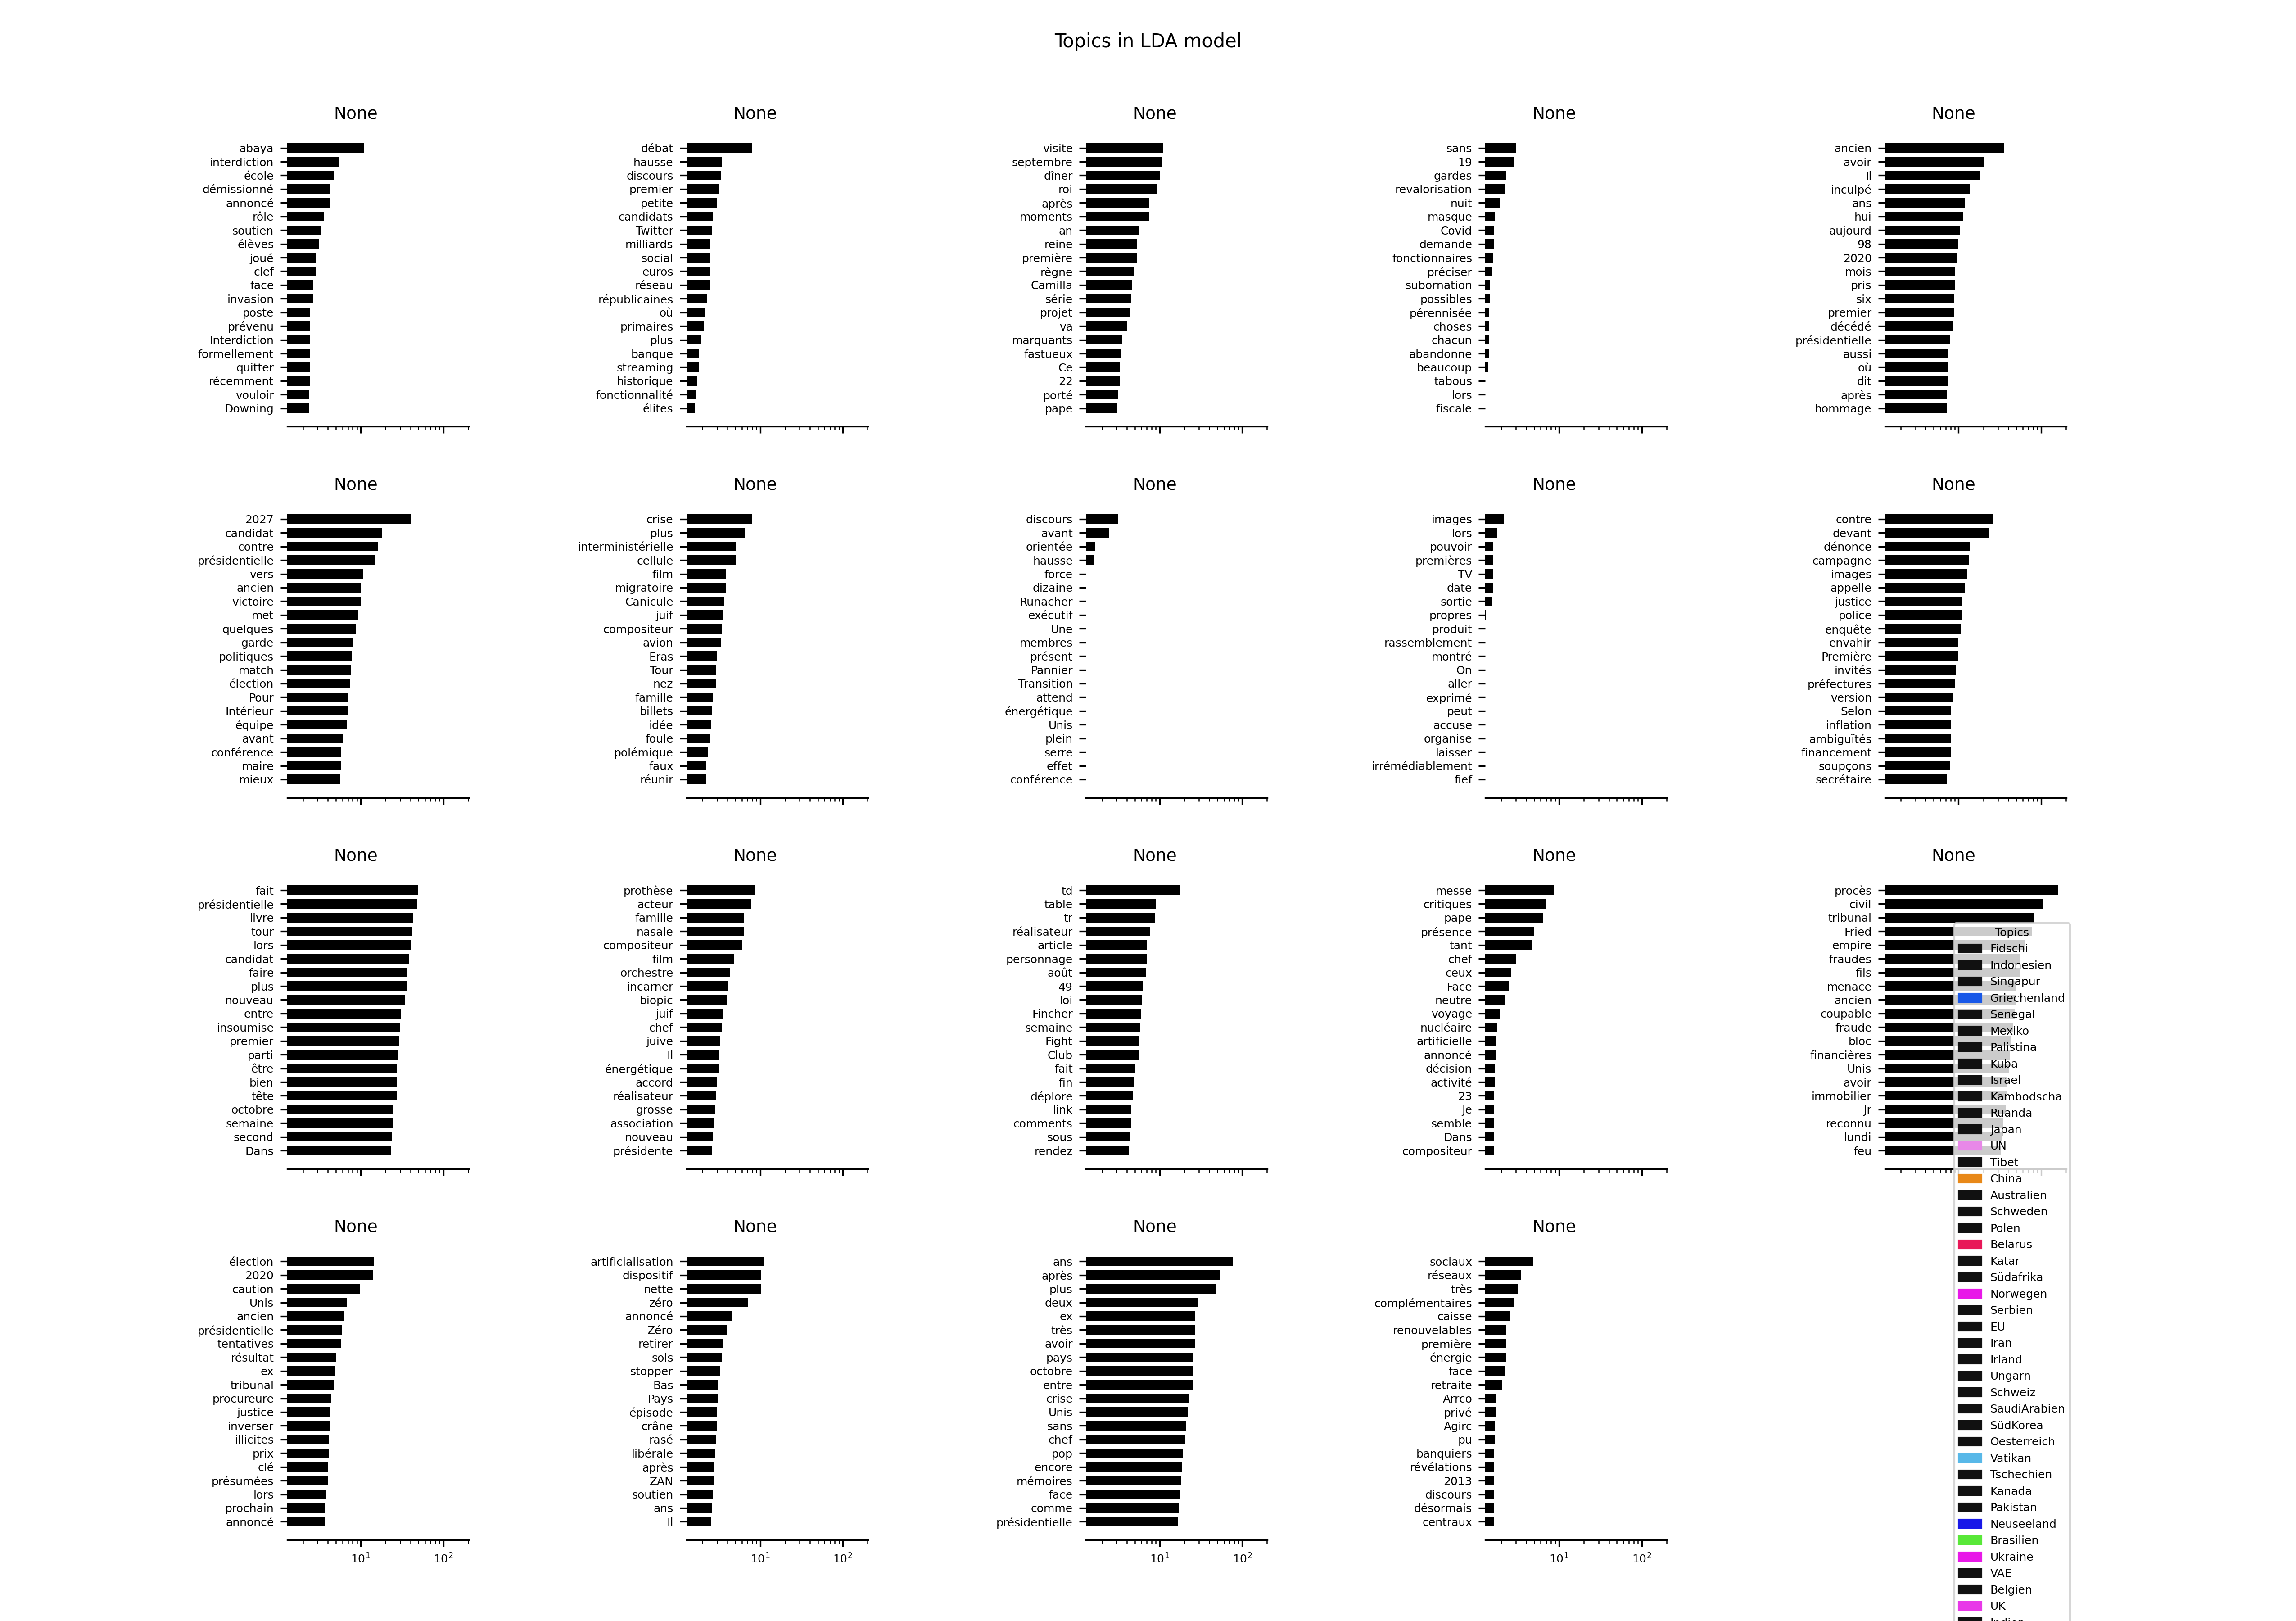 Topics in LDA model
None
abaya
interdiction
école
démissionné
annoncé
rôle
soutien
élèves
joué
clef
face
invasion
poste
prévenu
Interdiction
formellement
quitter
récemment
vouloir
Downing
None
débat
hausse
discours
premier
petite
candidats
Twitter
milliards
social
euros
réseau
républicaines
où
primaires
plus
banque
streaming
historique
fonctionnalité
élites
None
visite
septembre
dîner
roi
après
moments
an
reine
première
règne
Camilla
série
projet
va
marquants
fastueux
Ce
22
porté
pape
None
sans
19
gardes
revalorisation
nuit
masque
Covid
demande
fonctionnaires
préciser
subornation
possibles
pérennisée
choses
chacun
abandonne
beaucoup
tabous
lors
fiscale
None
ancien
avoir
Il
inculpé
ans
hui
aujourd
98
2020
mois
pris
six
premier
décédé
présidentielle
aussi
où
dit
après
hommage
None
2027
candidat
contre
présidentielle
vers
ancien
victoire
met
quelques
garde
politiques
match
élection
Pour
Intérieur
équipe
avant
conférence
maire
mieux
None
crise
plus
interministérielle
cellule
film
migratoire
Canicule
juif
compositeur
avion
Eras
Tour
nez
famille
billets
idée
foule
polémique
faux
réunir
None
discours
avant
orientée
hausse
force
dizaine
Runacher
exécutif
Une
membres
présent
Pannier
Transition
attend
énergétique
Unis
plein
serre
effet
conférence
None
images
lors
pouvoir
premières
TV
date
sortie
propres
produit
rassemblement
montré
On
aller
exprimé
peut
accuse
organise
laisser
irrémédiablement
fief
None
contre
devant
dénonce
campagne
images
appelle
justice
police
enquête
envahir
Première
invités
préfectures
version
Selon
inflation
ambiguïtés
financement
soupçons
secrétaire
None
fait
présidentielle
livre
tour
lors
candidat
faire
plus
nouveau
entre
insoumise
premier
parti
être
bien
tête
octobre
semaine
second
Dans
None
prothèse
acteur
famille
nasale
compositeur
film
orchestre
incarner
biopic
juif
chef
juive
Il
énergétique
accord
réalisateur
grosse
association
nouveau
présidente
None
td
table
tr
réalisateur
article
personnage
août
49
loi
Fincher
semaine
Fight
Club
fait
fin
déplore
link
comments
sous
rendez
None
messe
critiques
pape
présence
tant
chef
ceux
Face
neutre
voyage
nucléaire
artificielle
annoncé
décision
activité
23
Je
semble
Dans
compositeur
None
procès
civil
tribunal
Fried
empire
fraudes
fils
menace
ancien
coupable
fraude
bloc
financières
Unis
avoir
immobilier
Jr
reconnu
lundi
feu
None
élection
2020
caution
Unis
ancien
présidentielle
tentatives
résultat
ex
tribunal
procureure
justice
inverser
illicites
prix
clé
présumées
lors
prochain
annoncé
10¹ 10²
None
artificialisation
dispositif
nette
zéro
annoncé
Zéro
retirer
sols
stopper
Bas
Pays
épisode
crâne
rasé
libérale
après
ZAN
soutien
ans
Il
10¹ 10²
None
ans
après
plus
deux
ex
très
avoir
pays
octobre
entre
crise
Unis
sans
chef
pop
encore
mémoires
face
comme
présidentielle
10¹ 10²
None
sociaux
réseaux
très
complémentaires
caisse
renouvelables
première
énergie
face
retraite
Arrco
privé
Agirc
pu
banquiers
révélations
2013
discours
désormais
centraux
10¹ 10²
Topics
Fidschi
Indonesien
Singapur
Griechenland
Senegal
Mexiko
Palistina
Kuba
Israel
Kambodscha
Ruanda
Japan
UN
Tibet
China
Australien
Schweden
Polen
Belarus
Katar
Südafrika
Norwegen
Serbien
EU
Iran
Irland
Ungarn
Schweiz
SaudiArabien
SüdKorea
Oesterreich
Vatikan
Tschechien
Kanada
Pakistan
Neuseeland
Brasilien
Ukraine
VAE
Belgien
UK